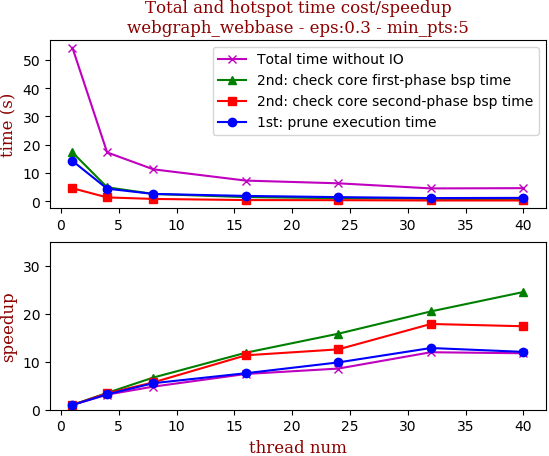 Total and hotspot time cost/speedup
webgraph_webbase - eps:0.3 - min_pts:5
time (s)
50
40
30
20
10
0
Total time without IO
2nd: check core first-phase bsp time
2nd: check core second-phase bsp time
1st: prune execution time
0 5 10 15 20 25 30 35 40
speedup
30
20
10
0
0 5 10 15 20 25 30 35 40
thread num